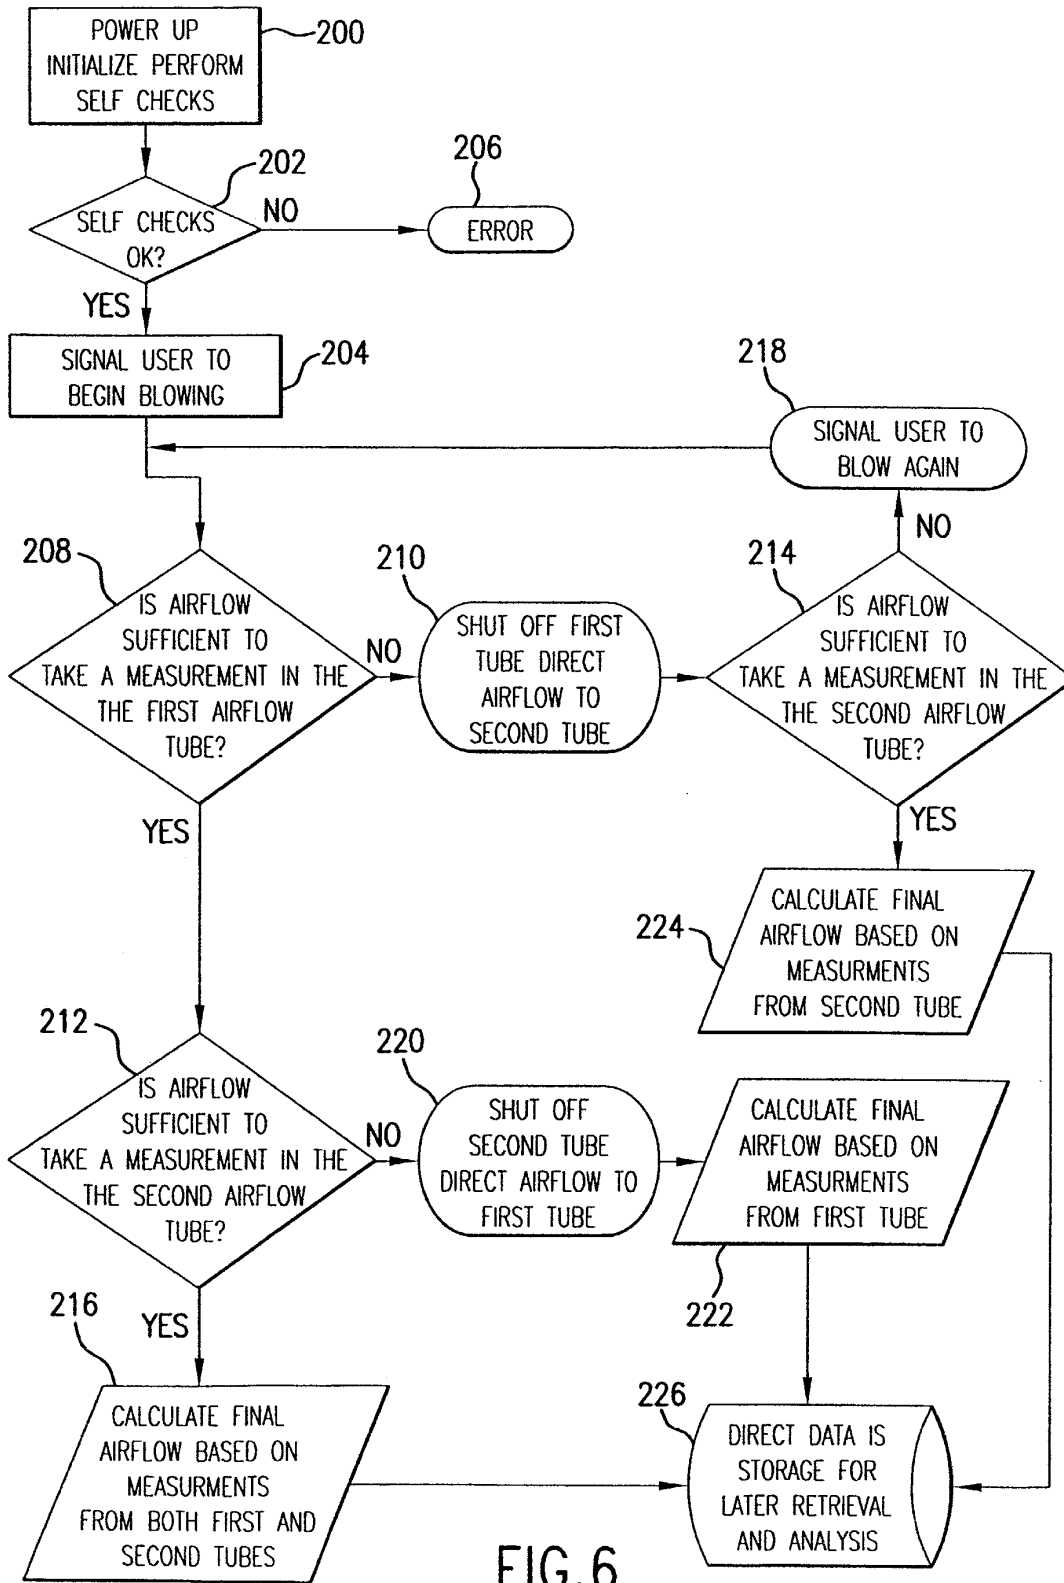 POWER UP
INITIALIZE PERFORM
SELF CHECKS
200
202
SELF CHECKS
OK?
NO
206
ERROR
YES
SIGNAL USER TO
BEGIN BLOWING
204
218
SIGNAL USER TO
BLOW AGAIN
NO
208
IS AIRFLOW
SUFFICIENT TO
TAKE A MEASUREMENT IN THE
THE FIRST AIRFLOW
TUBE?
NO
210
SHUT OFF FIRST
TUBE DIRECT
AIRFLOW TO
SECOND TUBE
214
IS AIRFLOW
SUFFICIENT TO
TAKE A MEASUREMENT IN THE
THE SECOND AIRFLOW
TUBE?
YES
YES
224
CALCULATE FINAL
AIRFLOW BASED ON
MEASURMENTS
FROM SECOND TUBE
212
IS AIRFLOW
SUFFICIENT TO
TAKE A MEASUREMENT IN THE
THE SECOND AIRFLOW
TUBE?
NO
220
SHUT OFF
SECOND TUBE
DIRECT AIRFLOW TO
FIRST TUBE
CALCULATE FINAL
AIRFLOW BASED ON
MEASURMENTS
FROM FIRST TUBE
222
YES
216
CALCULATE FINAL
AIRFLOW BASED ON
MEASURMENTS
FROM BOTH FIRST AND
SECOND TUBES
226
DIRECT DATA IS
STORAGE FOR
LATER RETRIEVAL
AND ANALYSIS
FIG.6